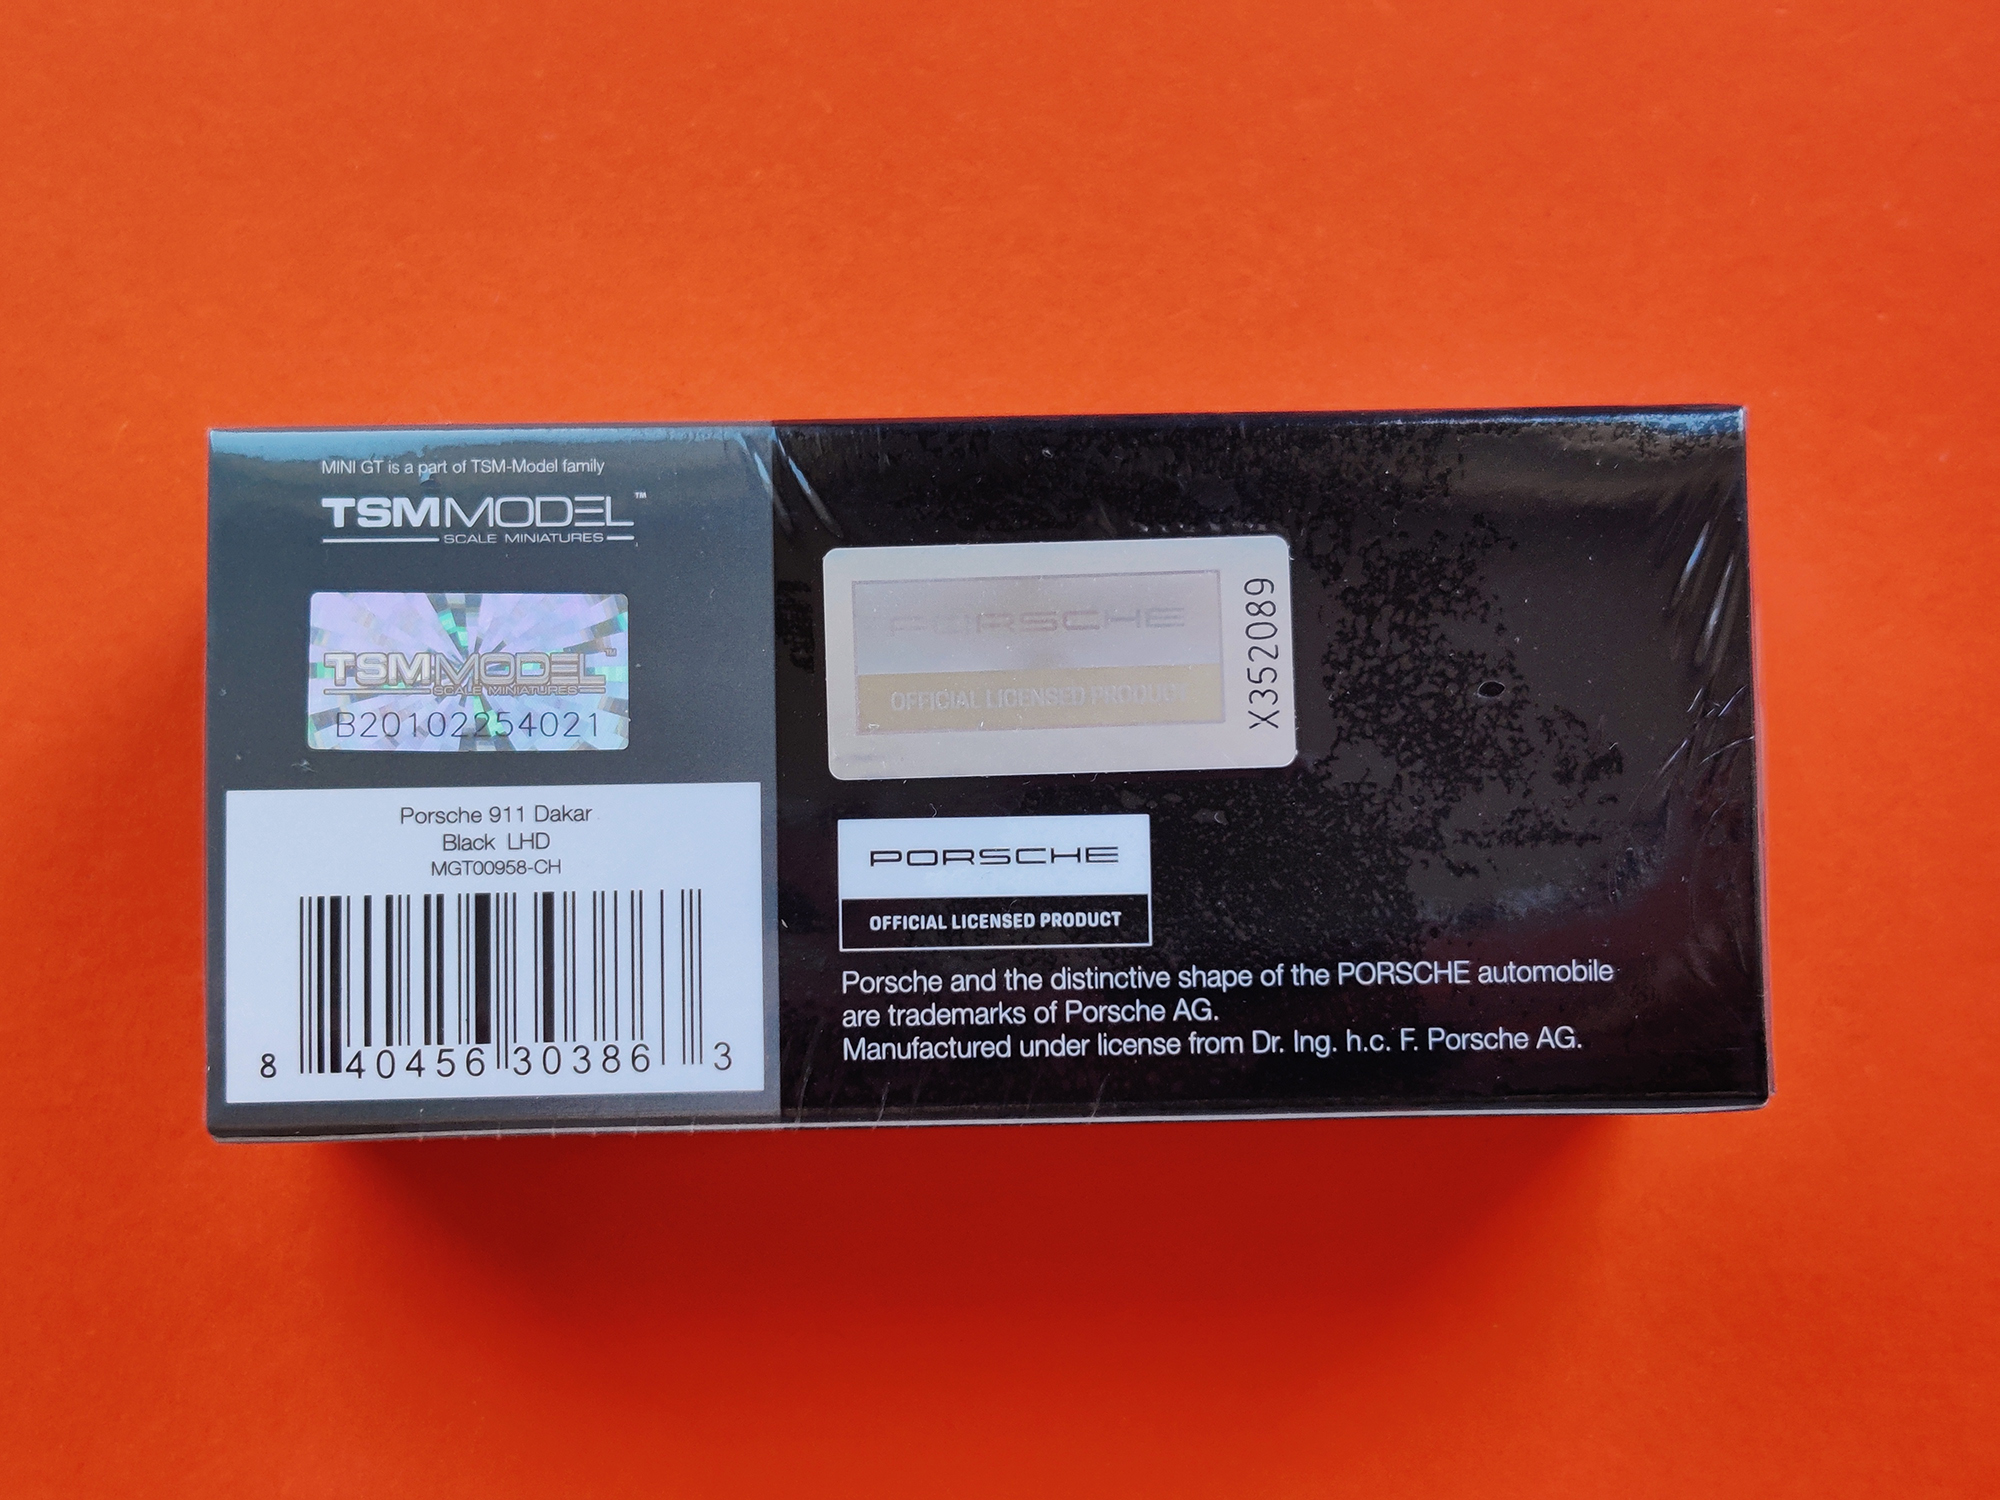 MINI GT is a part of TSM-Model family
TSMMODEL™
SCALE MINIATURES
TSMMODEL™
SCALE MINIATURES
B20102254021
Porsche 911 Dakar
Black LHD
MGT00958-CH
8 40456 30386 3
PORSCHE
OFFICIAL LICENSED PRODUCT
X352089
PORSCHE
OFFICIAL LICENSED PRODUCT
Porsche and the distinctive shape of the PORSCHE automobile
are trademarks of Porsche AG.
Manufactured under license from Dr. Ing. h.c. F. Porsche AG.